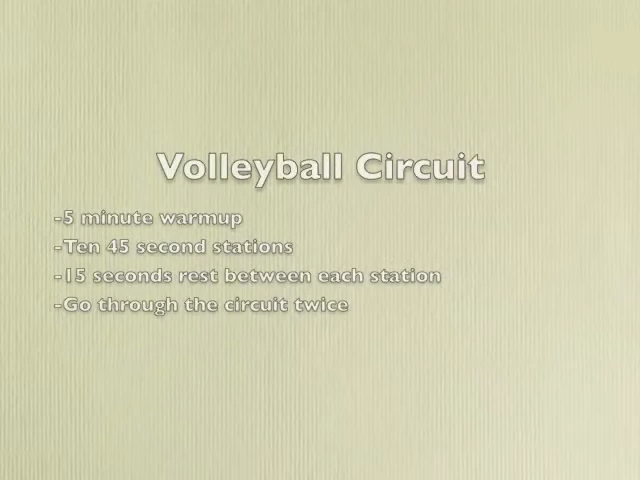 Volleyball Circuit
-5 minute warmup
-Ten 45 second stations
-15 seconds rest between each station
-Go through the circuit twice